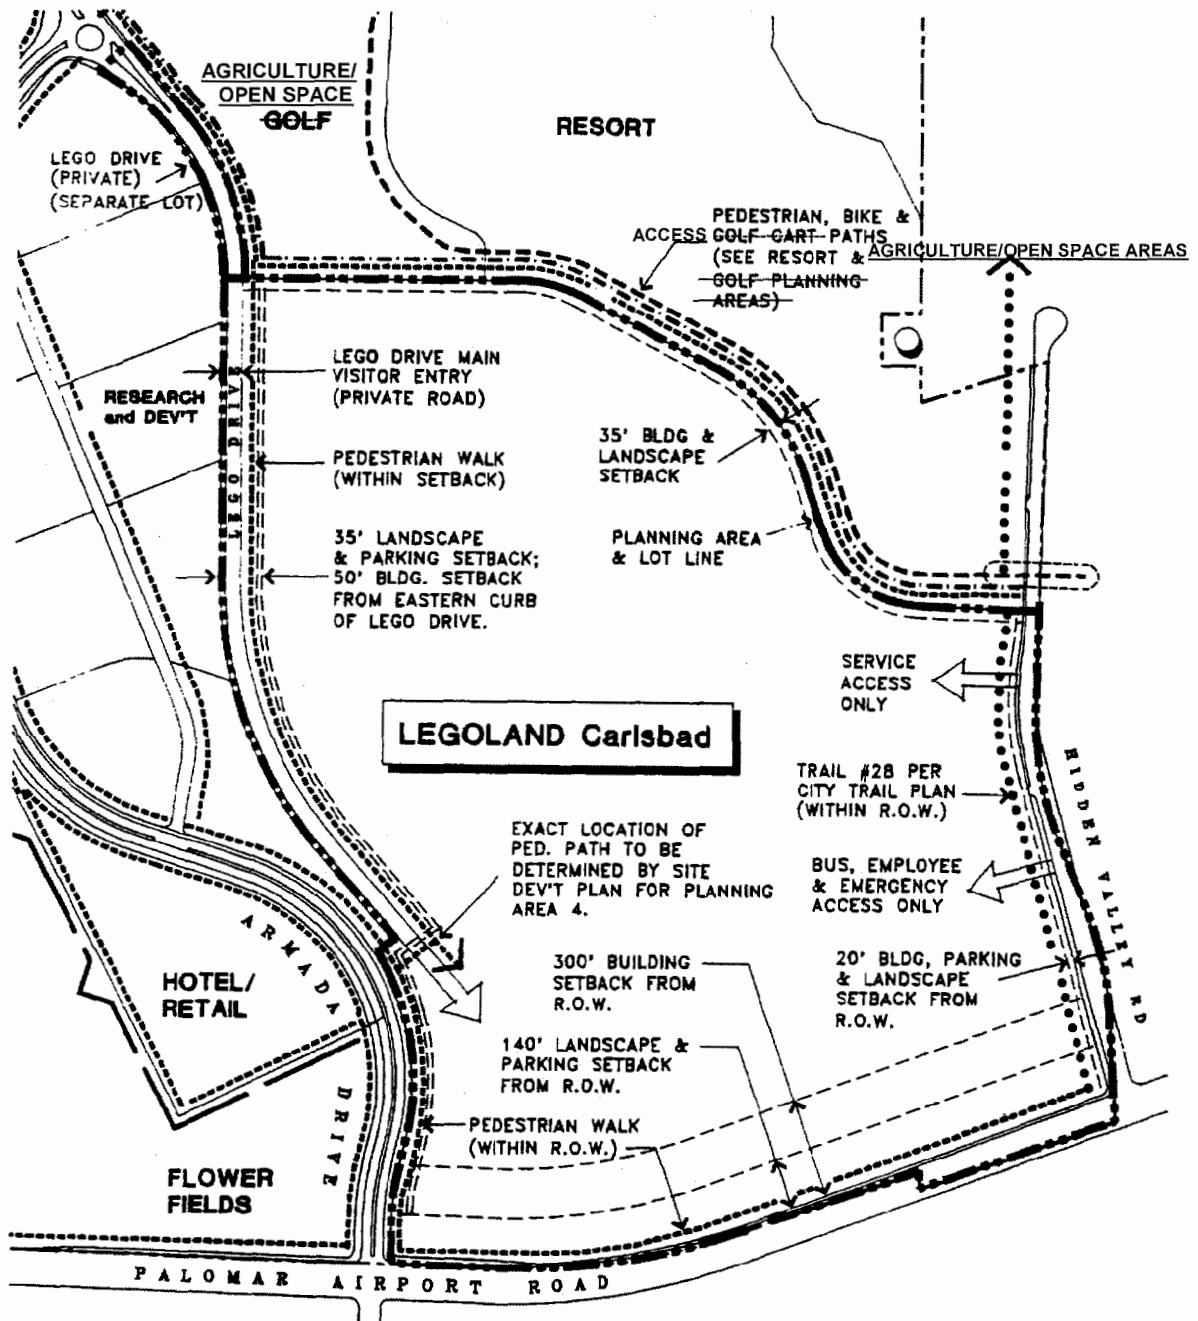 AGRICULTURE/
OPEN SPACE
GOLF
RESORT
LEGO DRIVE
(PRIVATE)
(SEPARATE LOT)
PEDESTRIAN, BIKE &
ACCESS GOLF CART PATHS
(SEE RESORT & AGRICULTURE/OPEN SPACE AREAS
GOLF PLANNING
AREAS)
LEGO DRIVE MAIN
VISITOR ENTRY
(PRIVATE ROAD)
RESEARCH
and DEV'T
LEGO DRIVE
35' BLDG &
LANDSCAPE
SETBACK
PEDESTRIAN WALK
(WITHIN SETBACK)
35' LANDSCAPE
& PARKING SETBACK;
50' BLDG. SETBACK
FROM EASTERN CURB
OF LEGO DRIVE.
PLANNING AREA
& LOT LINE
SERVICE
ACCESS
ONLY
LEGOLAND Carlsbad
HIDDEN VALLEY RD
TRAIL #28 PER
CITY TRAIL PLAN
(WITHIN R.O.W.)
EXACT LOCATION OF
PED. PATH TO BE
DETERMINED BY SITE
DEV'T PLAN FOR PLANNING
AREA 4.
BUS, EMPLOYEE
& EMERGENCY
ACCESS ONLY
ARMADA
DRIVE
HOTEL/
RETAIL
300' BUILDING
SETBACK FROM
R.O.W.
20' BLDG, PARKING
& LANDSCAPE
SETBACK FROM
R.O.W.
140' LANDSCAPE &
PARKING SETBACK
FROM R.O.W.
PEDESTRIAN WALK
(WITHIN R.O.W.)
FLOWER
FIELDS
PALOMAR AIRPORT ROAD